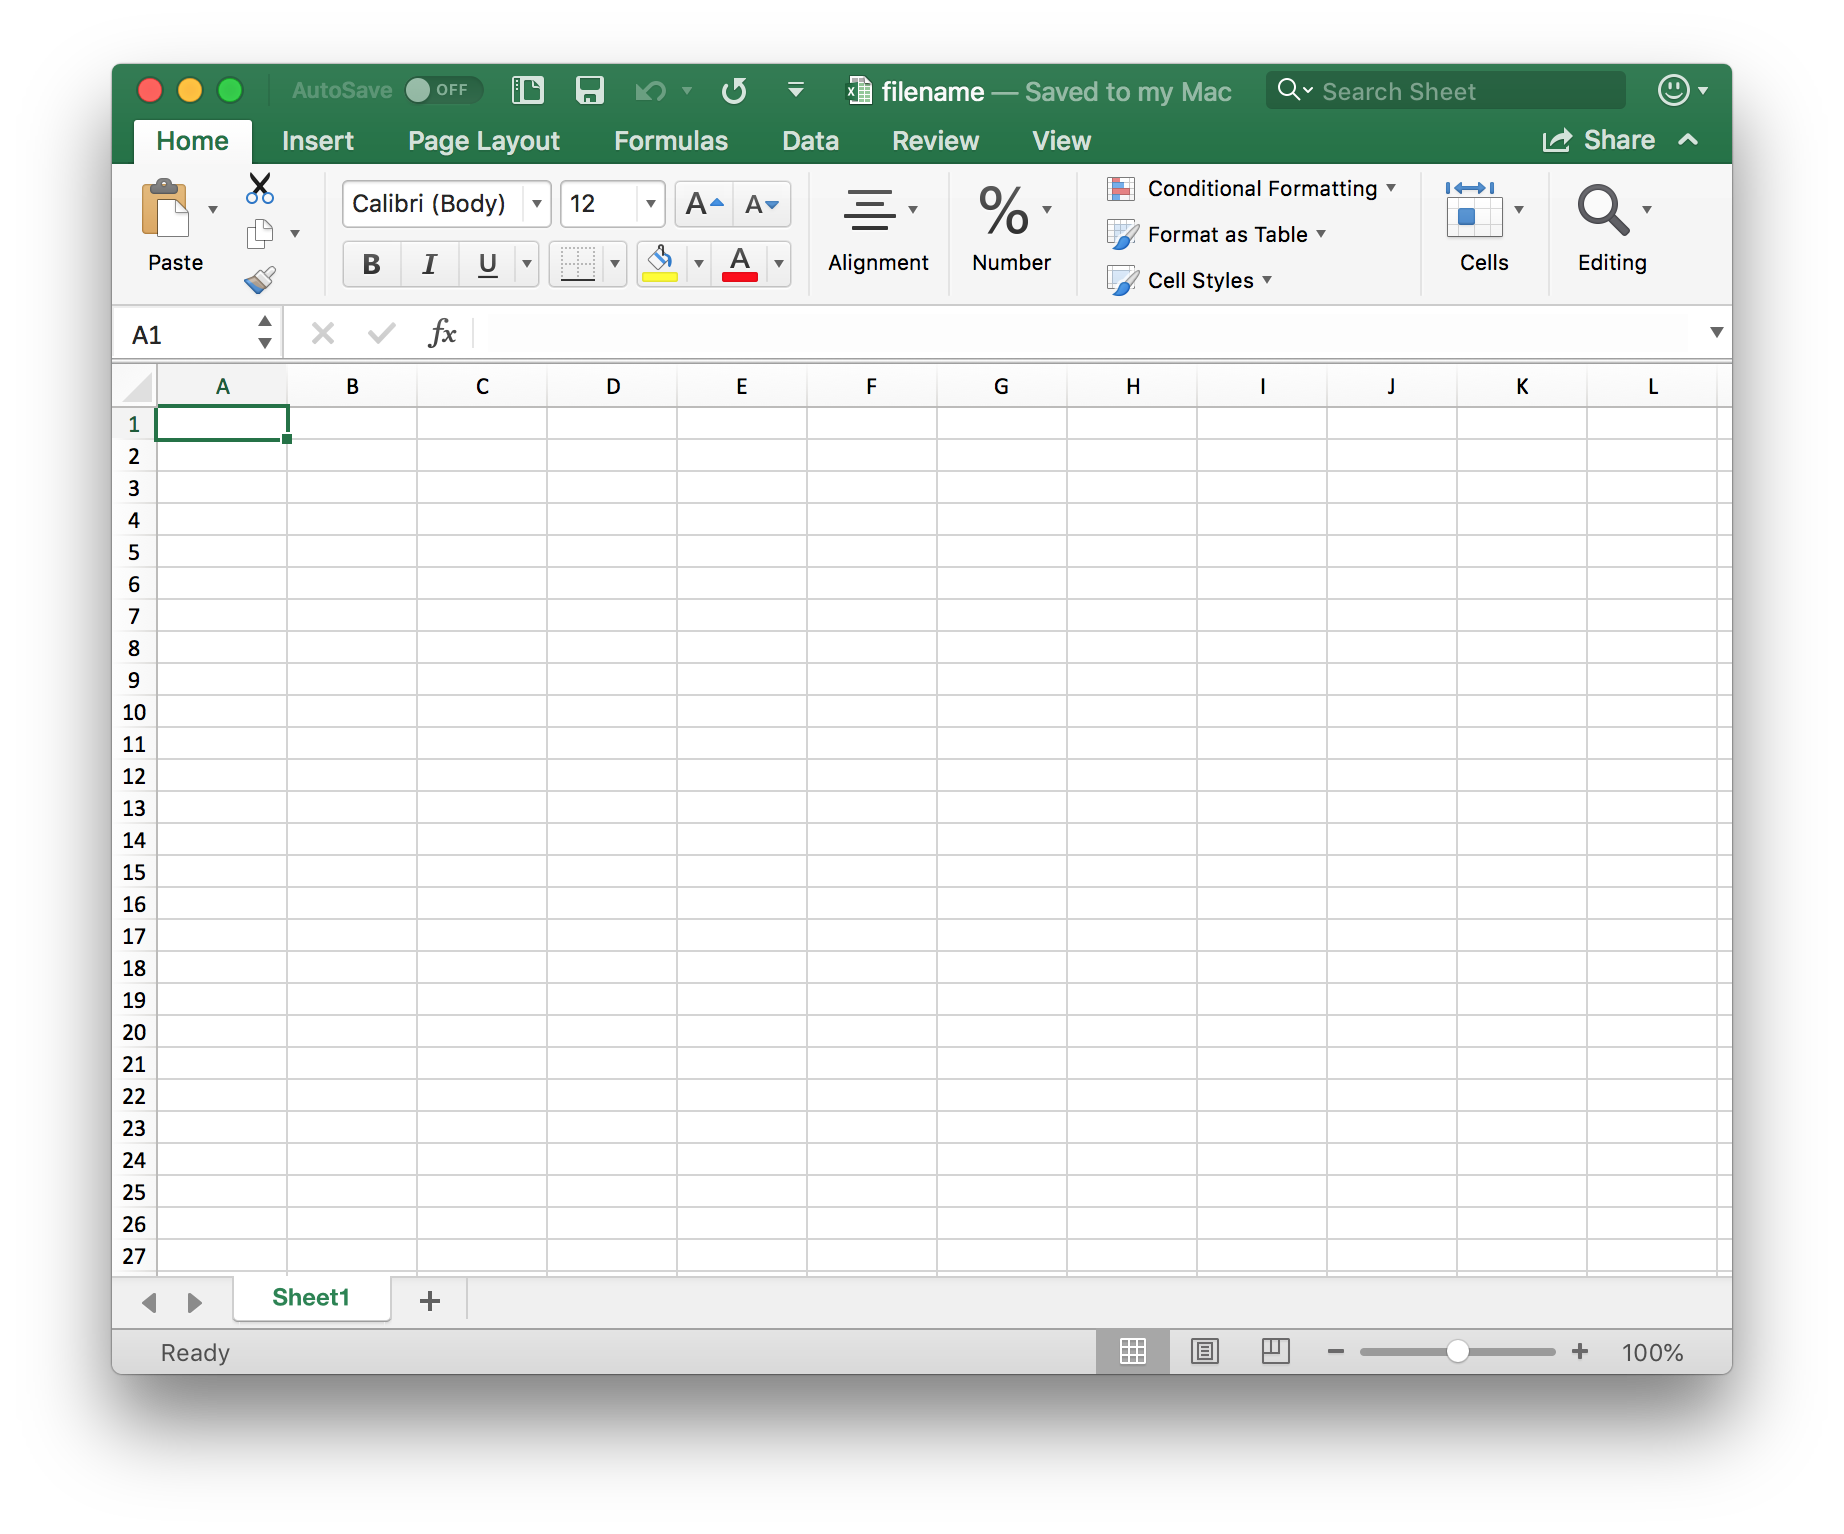 AutoSave OFF filename — Saved to my Mac Search Sheet
Home Insert Page Layout Formulas Data Review View Share
Calibri (Body) 12 A A Conditional Formatting
Format as Table
B I U A Cell Styles
Paste Alignment % Number Cells Editing
A1 fx
A B C D E F G H I J K L
1
2
3
4
5
6
7
8
9
10
11
12
13
14
15
16
17
18
19
20
21
22
23
24
25
26
27
Sheet1 +
Ready 100%